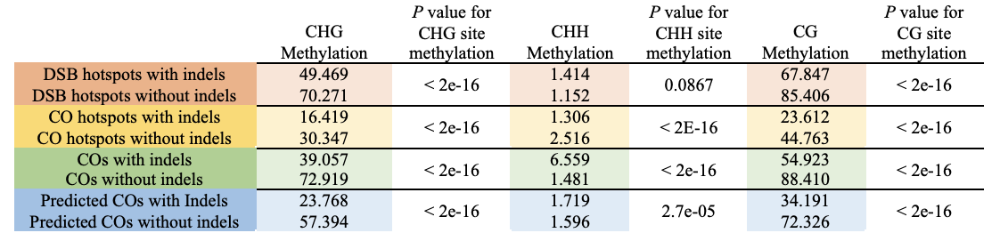 P value for P value for P value for
CHG CHG site CHH CHH site CG CG site
Methylation methylation Methylation methylation Methylation methylation
DSB hotspots with indels 49.469 1.414 67.847
< 2e-16 0.0867 < 2e-16
DSB hotspots without indels 70.271 1.152 85.406
CO hotspots with indels 16.419 1.306 23.612
< 2e-16 < 2E-16 < 2e-16
CO hotspots without indels 30.347 2.516 44.763
COs with indels 39.057 6.559 54.923
< 2e-16 < 2e-16 < 2e-16
COs without indels 72.919 1.481 88.410
Predicted COs with Indels 23.768 1.719 34.191
< 2e-16 2.7e-05 < 2e-16
Predicted COs without indels 57.394 1.596 72.326